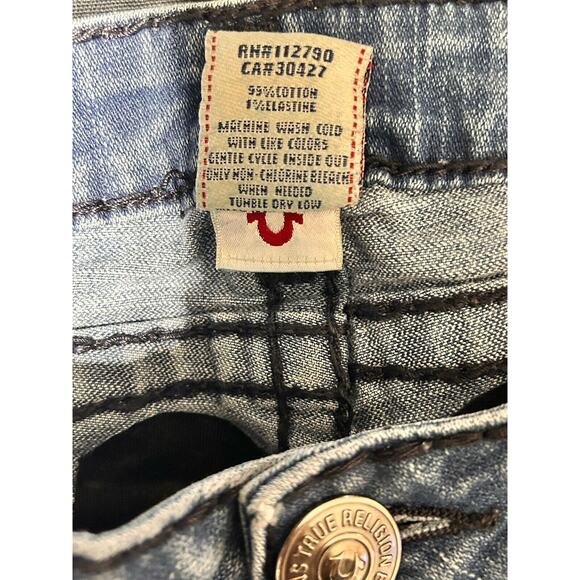 RN#112790
CA#30427
99%COTTON
1%ELASTINE
MACHINE WASH COLD
WITH LIKE COLORS
GENTLE CYCLE INSIDE OUT
ONLY NON-CHLORINE BLEACH
WHEN NEEDED
TUMBLE DRY LOW
TRUE RELIGION